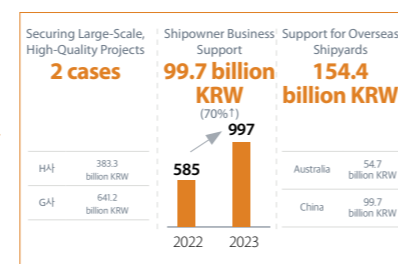 Securing Large-Scale,
High-Quality Projects
2 cases
H사 383.3
billion KRW
G사 641.2
billion KRW
Shipowner Business
Support
99.7 billion
KRW
(70%↑)
585 997
2022 2023
Support for Overseas
Shipyards
154.4
billion KRW
Australia 54.7
billion KRW
China 99.7
billion KRW